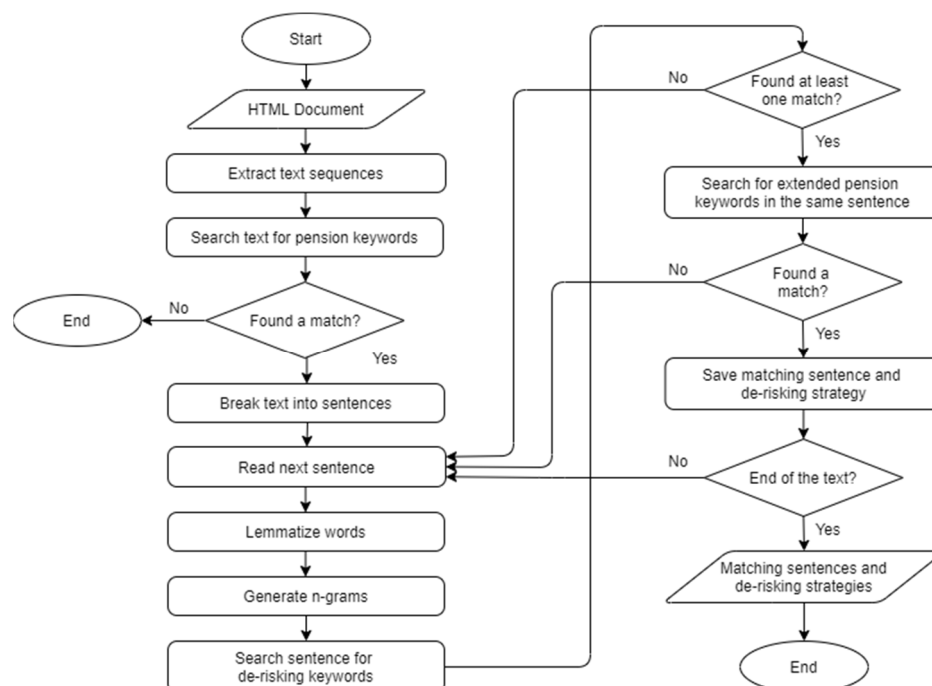 Start
HTML Document
Extract text sequences
Search text for pension keywords
Found a match?
No
End
Yes
Break text into sentences
Read next sentence
Lemmatize words
Generate n-grams
Search sentence for
de-risking keywords
Found at least
one match?
No
Yes
Search for extended pension
keywords in the same sentence
Found a
match?
No
Yes
Save matching sentence and
de-risking strategy
End of the text?
No
Yes
Matching sentences and
de-risking strategies
End